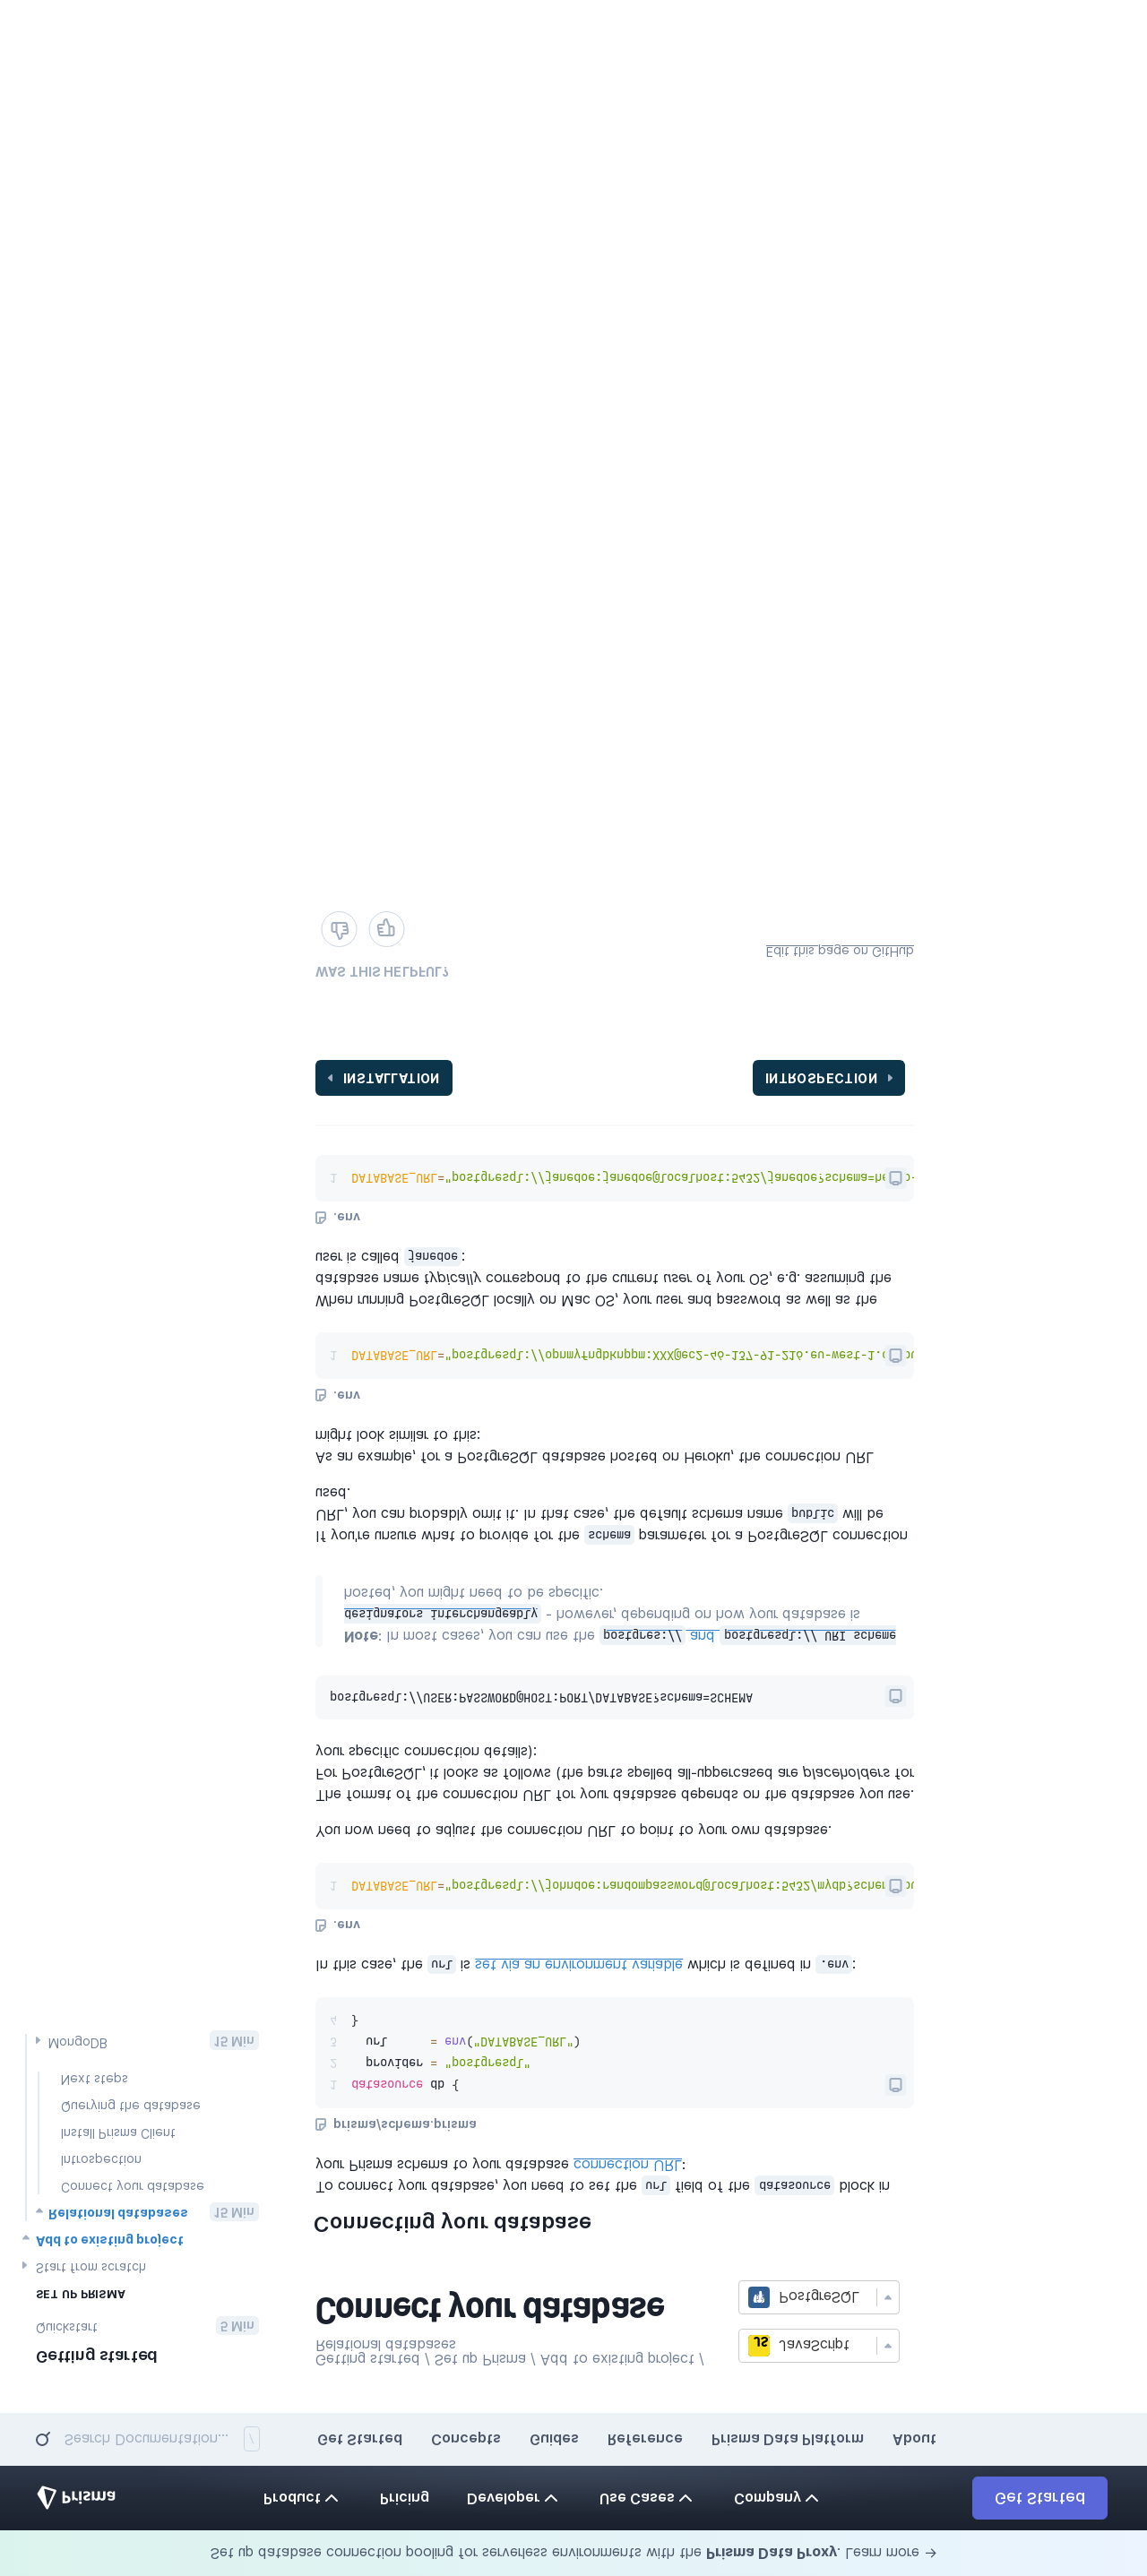 Set up database connection pooling for serverless environments with the Prisma Data Proxy. Learn more →
Prisma
Product
Pricing
Developer
Use Cases
Company
Get Started
Search Documentation... /
Get Started
Concepts
Guides
Reference
Prisma Data Platform
About
Getting started
Quickstart 5 Min
SET UP PRISMA
Start from scratch
Add to existing project
Relational databases 15 Min
Connect your database
Introspection
Install Prisma Client
Querying the database
Next steps
MongoDB 15 Min
Getting started / Set up Prisma / Add to existing project /
Relational databases
Connect your database
JS JavaScript
PostgreSQL
Connecting your database
To connect your database, you need to set the url field of the datasource block in
your Prisma schema to your database connection URL:
prisma/schema.prisma
1 datasource db {
2   provider = "postgresql"
3   url      = env("DATABASE_URL")
4 }
In this case, the url is set via an environment variable which is defined in .env:
.env
1 DATABASE_URL="postgresql://johndoe:randompassword@localhost:5432/mydb?schem
You now need to adjust the connection URL to point to your own database.
The format of the connection URL for your database depends on the database you use.
For PostgreSQL, it looks as follows (the parts spelled all-uppercased are placeholders for
your specific connection details):
postgresql://USER:PASSWORD@HOST:PORT/DATABASE?schema=SCHEMA
Note: In most cases, you can use the postgres:// and postgresql:// URI scheme
designators interchangeably - however, depending on how your database is
hosted, you might need to be specific.
If you're unsure what to provide for the schema parameter for a PostgreSQL connection
URL, you can probably omit it. In that case, the default schema name public will be
used.
As an example, for a PostgreSQL database hosted on Heroku, the connection URL
might look similar to this:
.env
1 DATABASE_URL="postgresql://opnmyfngbknppm:XXX@ec2-46-137-91-216.eu-west-1.
When running PostgreSQL locally on Mac OS, your user and password as well as the
database name typically correspond to the current user of your OS, e.g. assuming the
user is called janedoe:
.env
1 DATABASE_URL="postgresql://janedoe:janedoe@localhost:5432/janedoe?schema=he
INSTALLATION
INTROSPECTION
WAS THIS HELPFUL?
Edit this page on GitHub